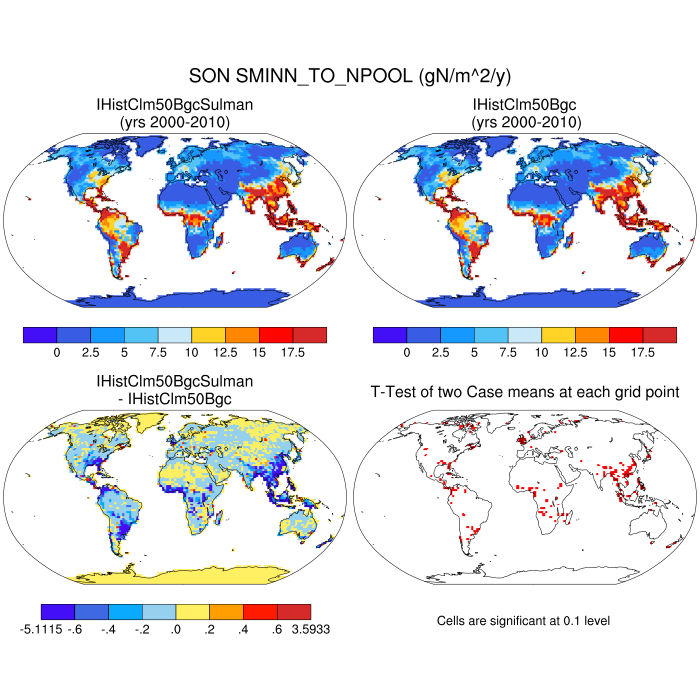 SON SMINN_TO_NPOOL (gN/m^2/y)
IHistClm50BgcSulman
(yrs 2000-2010)
IHistClm50Bgc
(yrs 2000-2010)
0 2.5 5 7.5 10 12.5 15 17.5
0 2.5 5 7.5 10 12.5 15 17.5
IHistClm50BgcSulman
- IHistClm50Bgc
T-Test of two Case means at each grid point
-5.1115 -.6 -.4 -.2 .0 .2 .4 .6 3.5933
Cells are significant at 0.1 level